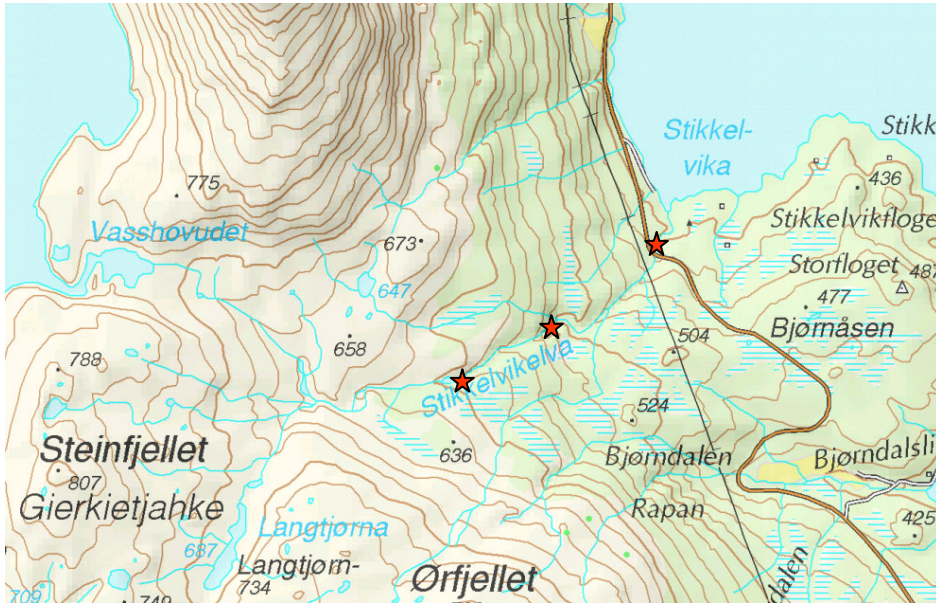 Stikkel-
vika
Stikk
436
775
Vasshovudet
673
Stikkelvikfloge
647
Storfloget
487
477
Bjørnåsen
658
504
788
Stikkelvikelva
524
Steinfjellet
636
Bjørndalen
Bjørndalsli
807
Gierkietjahke
Rapan
425
Langtjørna
687
Langtjørn-
734
Ørfjellet
dalen
709
749